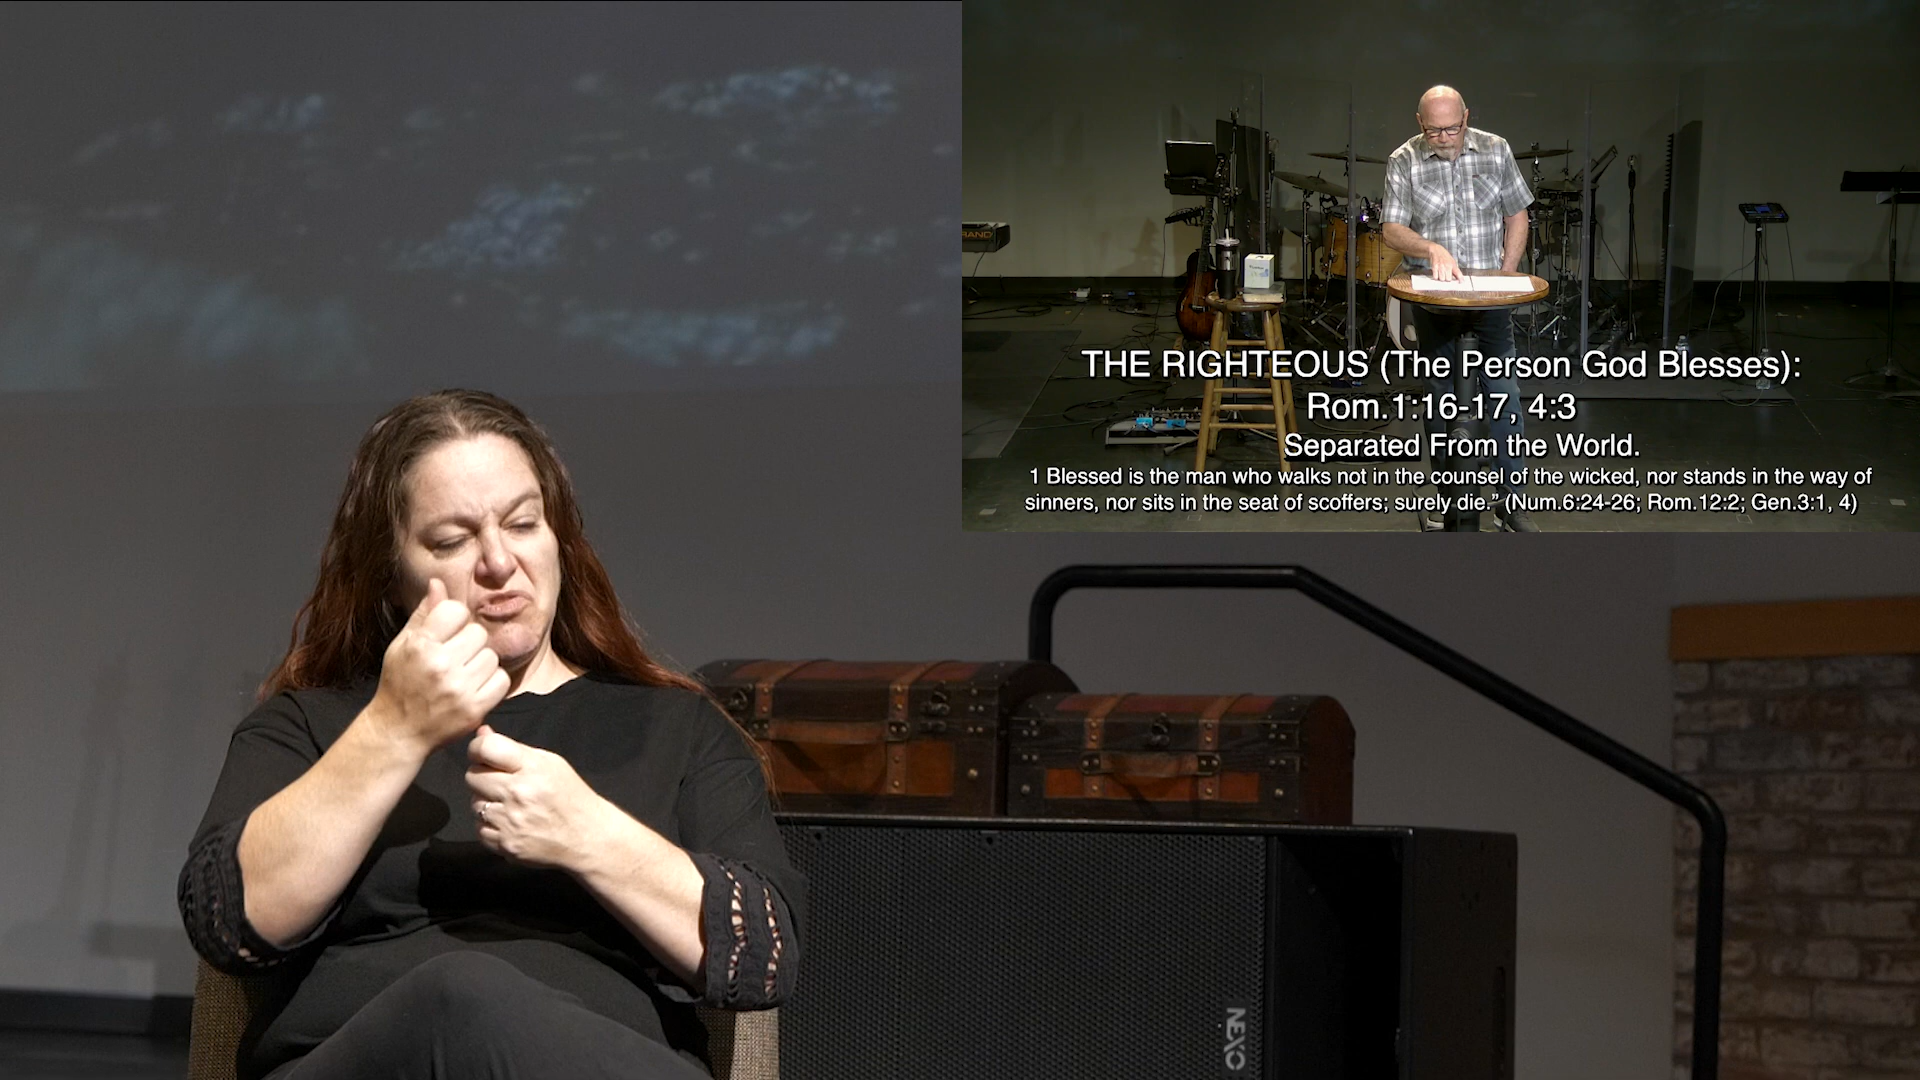 THE RIGHTEOUS (The Person God Blesses):
Rom.1:16-17, 4:3
Separated From the World.
1 Blessed is the man who walks not in the counsel of the wicked, nor stands in the way of
sinners, nor sits in the seat of scoffers; surely die.” (Num.6:24-26; Rom.12:2; Gen.3:1, 4)
NEXO